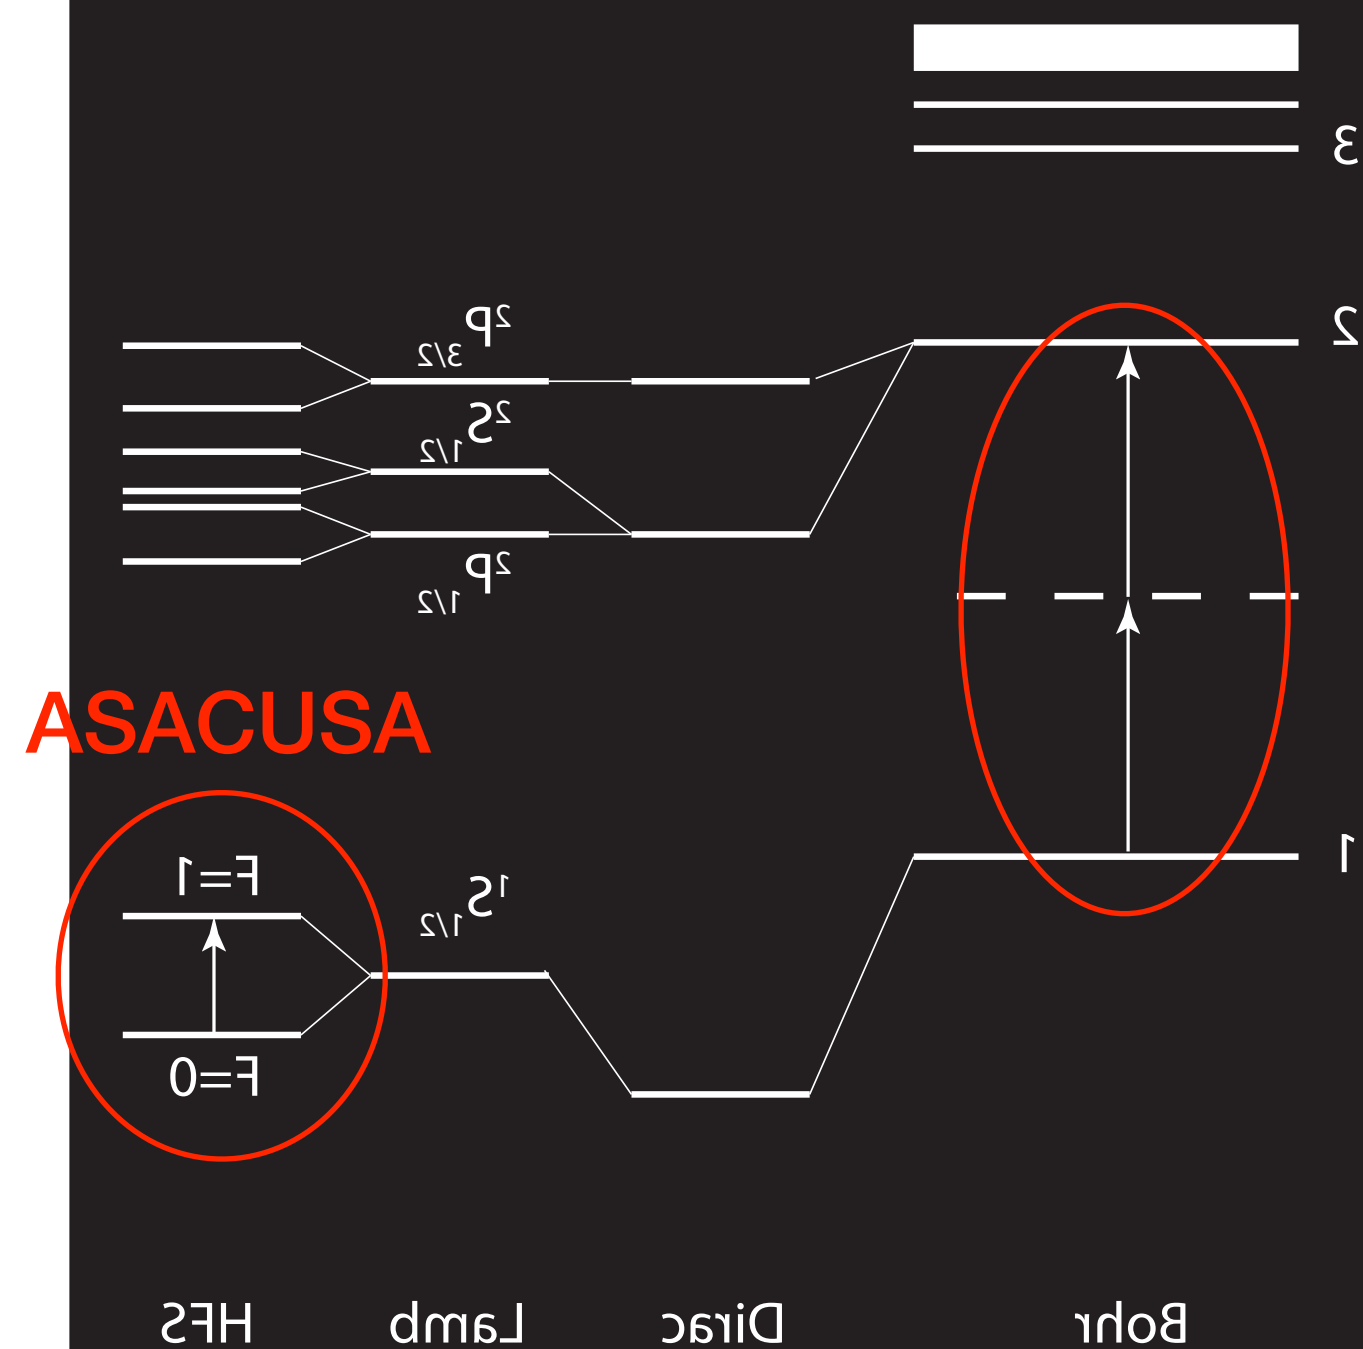 3
2
2P3/2
2S1/2
2P1/2
ASACUSA
1
F=1
1S1/2
F=0
HFS Lamb Dirac Bohr